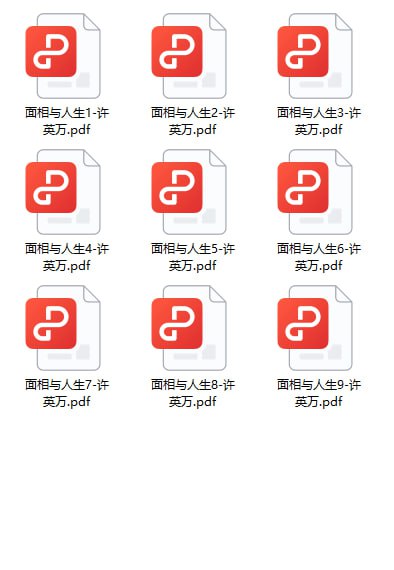 面相与人生1-许
英万.pdf
面相与人生2-许
英万.pdf
面相与人生3-许
英万.pdf
面相与人生4-许
英万.pdf
面相与人生5-许
英万.pdf
面相与人生6-许
英万.pdf
面相与人生7-许
英万.pdf
面相与人生8-许
英万.pdf
面相与人生9-许
英万.pdf